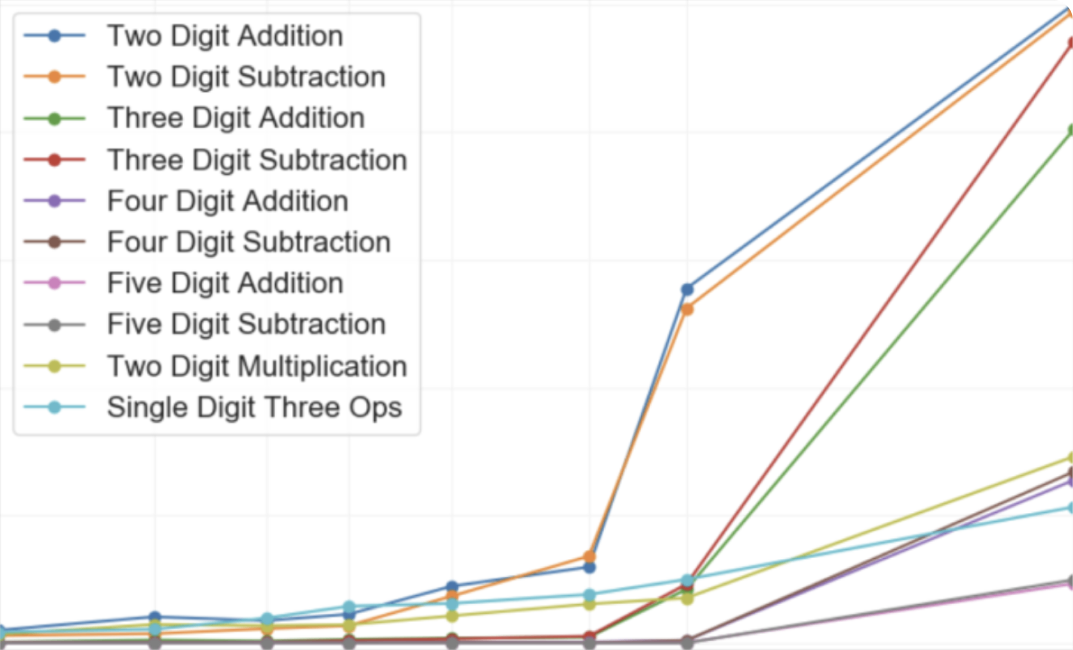 Two Digit Addition
Two Digit Subtraction
Three Digit Addition
Three Digit Subtraction
Four Digit Addition
Four Digit Subtraction
Five Digit Addition
Five Digit Subtraction
Two Digit Multiplication
Single Digit Three Ops